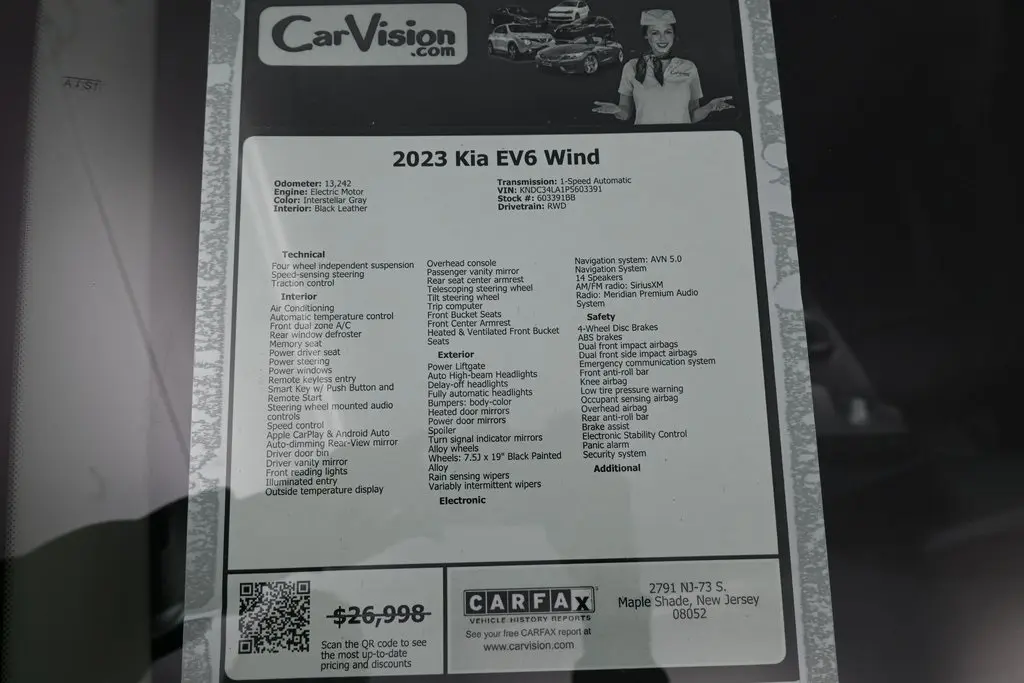 CarVision
.com
2023 Kia EV6 Wind
Odometer: 13,242
Engine: Electric Motor
Color: Interstellar Gray
Interior: Black Leather
Transmission: 1-Speed Automatic
VIN: KNDC34LA1P5603391
Stock #: 603391BB
Drivetrain: RWD
Technical
Four wheel independent suspension
Speed-sensing steering
Traction control
Interior
Air Conditioning
Automatic temperature control
Front dual zone A/C
Rear window defroster
Memory seat
Power driver seat
Power steering
Power windows
Remote keyless entry
Smart Key w/ Push Button and
Remote Start
Steering wheel mounted audio
controls
Speed control
Apple CarPlay & Android Auto
Auto-dimming Rear-View mirror
Driver door bin
Driver vanity mirror
Front reading lights
Illuminated entry
Outside temperature display
Overhead console
Passenger vanity mirror
Rear seat center armrest
Telescoping steering wheel
Tilt steering wheel
Trip computer
Front Bucket Seats
Front Center Armrest
Heated & Ventilated Front Bucket
Seats
Exterior
Power Liftgate
Auto High-beam Headlights
Delay-off headlights
Fully automatic headlights
Bumpers: body-color
Heated door mirrors
Power door mirrors
Spoiler
Turn signal indicator mirrors
Alloy wheels
Wheels: 7.5J x 19" Black Painted
Alloy
Rain sensing wipers
Variably intermittent wipers
Electronic
Navigation system: AVN 5.0
Navigation System
14 Speakers
AM/FM radio: SiriusXM
Radio: Meridian Premium Audio
System
Safety
4-Wheel Disc Brakes
ABS brakes
Dual front impact airbags
Dual front side impact airbags
Emergency communication system
Front anti-roll bar
Knee airbag
Low tire pressure warning
Occupant sensing airbag
Overhead airbag
Rear anti-roll bar
Brake assist
Electronic Stability Control
Panic alarm
Security system
Additional
$26,998
Scan the QR code to see
the most up-to-date
pricing and discounts
CARFAX
VEHICLE HISTORY REPORTS
See your free CARFAX report at
www.carvision.com
2791 NJ-73 S.
Maple Shade, New Jersey
08052